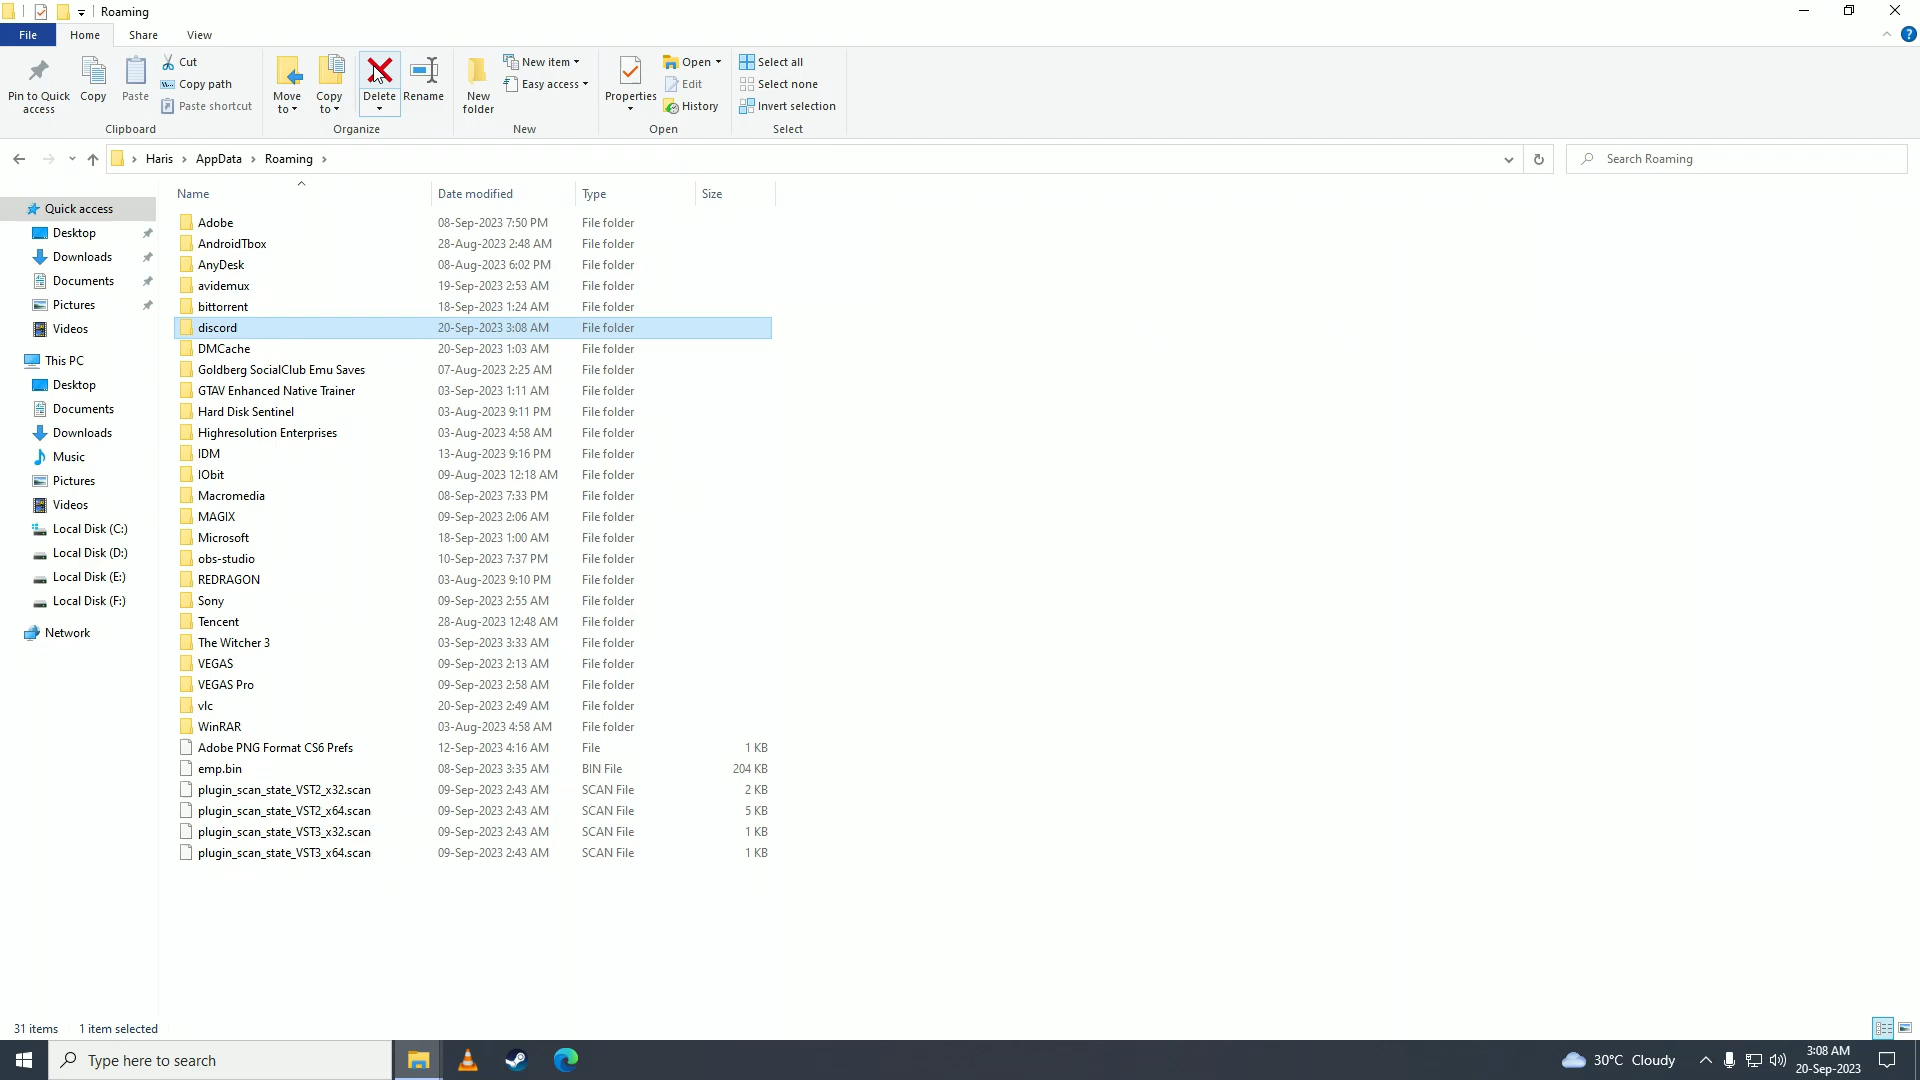 Roaming
File Home Share View
Pin to Quick access
Copy
Paste
Cut
Copy path
Paste shortcut
Clipboard
Move to
Copy to
Delete
Rename
Organize
New folder
New item
Easy access
New
Properties
Open
Edit
History
Open
Select all
Select none
Invert selection
Select
Haris › AppData › Roaming ›
Search Roaming
Quick access
Desktop
Downloads
Documents
Pictures
Videos
This PC
Desktop
Documents
Downloads
Music
Pictures
Videos
Local Disk (C:)
Local Disk (D:)
Local Disk (E:)
Local Disk (F:)
Network
Name Date modified Type Size
Adobe 08-Sep-2023 7:50 PM File folder
AndroidTbox 28-Aug-2023 2:48 AM File folder
AnyDesk 08-Aug-2023 6:02 PM File folder
avidemux 19-Sep-2023 2:53 AM File folder
bittorrent 18-Sep-2023 1:24 AM File folder
discord 20-Sep-2023 3:08 AM File folder
DMCache 20-Sep-2023 1:03 AM File folder
Goldberg SocialClub Emu Saves 07-Aug-2023 2:25 AM File folder
GTAV Enhanced Native Trainer 03-Sep-2023 1:11 AM File folder
Hard Disk Sentinel 03-Aug-2023 9:11 PM File folder
Highresolution Enterprises 03-Aug-2023 4:58 AM File folder
IDM 13-Aug-2023 9:16 PM File folder
IObit 09-Aug-2023 12:18 AM File folder
Macromedia 08-Sep-2023 7:33 PM File folder
MAGIX 09-Sep-2023 2:06 AM File folder
Microsoft 18-Sep-2023 1:00 AM File folder
obs-studio 10-Sep-2023 7:37 PM File folder
REDRAGON 03-Aug-2023 9:10 PM File folder
Sony 09-Sep-2023 2:55 AM File folder
Tencent 28-Aug-2023 12:48 AM File folder
The Witcher 3 03-Sep-2023 3:33 AM File folder
VEGAS 09-Sep-2023 2:13 AM File folder
VEGAS Pro 09-Sep-2023 2:58 AM File folder
vlc 20-Sep-2023 2:49 AM File folder
WinRAR 03-Aug-2023 4:58 AM File folder
Adobe PNG Format CS6 Prefs 12-Sep-2023 4:16 AM File 1 KB
emp.bin 08-Sep-2023 3:35 AM BIN File 204 KB
plugin_scan_state_VST2_x32.scan 09-Sep-2023 2:43 AM SCAN File 2 KB
plugin_scan_state_VST2_x64.scan 09-Sep-2023 2:43 AM SCAN File 5 KB
plugin_scan_state_VST3_x32.scan 09-Sep-2023 2:43 AM SCAN File 1 KB
plugin_scan_state_VST3_x64.scan 09-Sep-2023 2:43 AM SCAN File 1 KB
31 items 1 item selected
Type here to search
30°C Cloudy
3:08 AM
20-Sep-2023